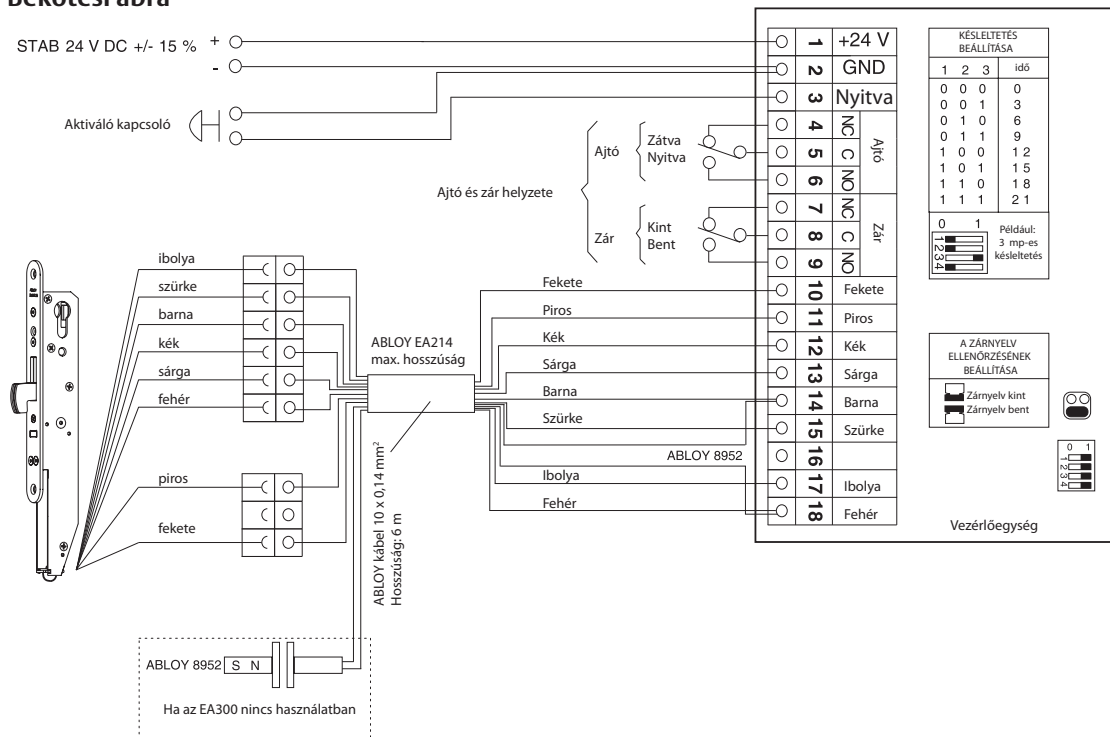 Bekötési ábra
STAB 24 V DC +/- 15 %
+
-
Aktiváló kapcsoló
Ajtó és zár helyzete
Ajtó
Zátva
Nyitva
Zár
Kint
Bent
1 +24 V
2 GND
3 Nyitva
4 NC
5 C
6 NO
Ajtó
7 NC
8 C
9 NO
Zár
10 Fekete
11 Piros
12 Kék
13 Sárga
14 Barna
15 Szürke
16
17 Ibolya
18 Fehér
KÉSLELTETÉS
BEÁLLÍTÁSA
1 2 3 idő
0 0 0 0
0 0 1 3
0 1 0 6
0 1 1 9
1 0 0 12
1 0 1 15
1 1 0 18
1 1 1 21
0 1
1
2
3
4
Például:
3 mp-es
késleltetés
A ZÁRNYELV
ELLENŐRZÉSÉNEK
BEÁLLÍTÁSA
Zárnyelv kint
Zárnyelv bent
0 1
1
2
3
4
Vezérlőegység
ibolya
szürke
barna
kék
sárga
fehér
piros
fekete
ABLOY EA214
max. hosszúság
ABLOY kábel 10 x 0,14 mm²
Hosszúság: 6 m
Fekete
Piros
Kék
Sárga
Barna
Szürke
ABLOY 8952
Ibolya
Fehér
ABLOY 8952 S N
Ha az EA300 nincs használatban